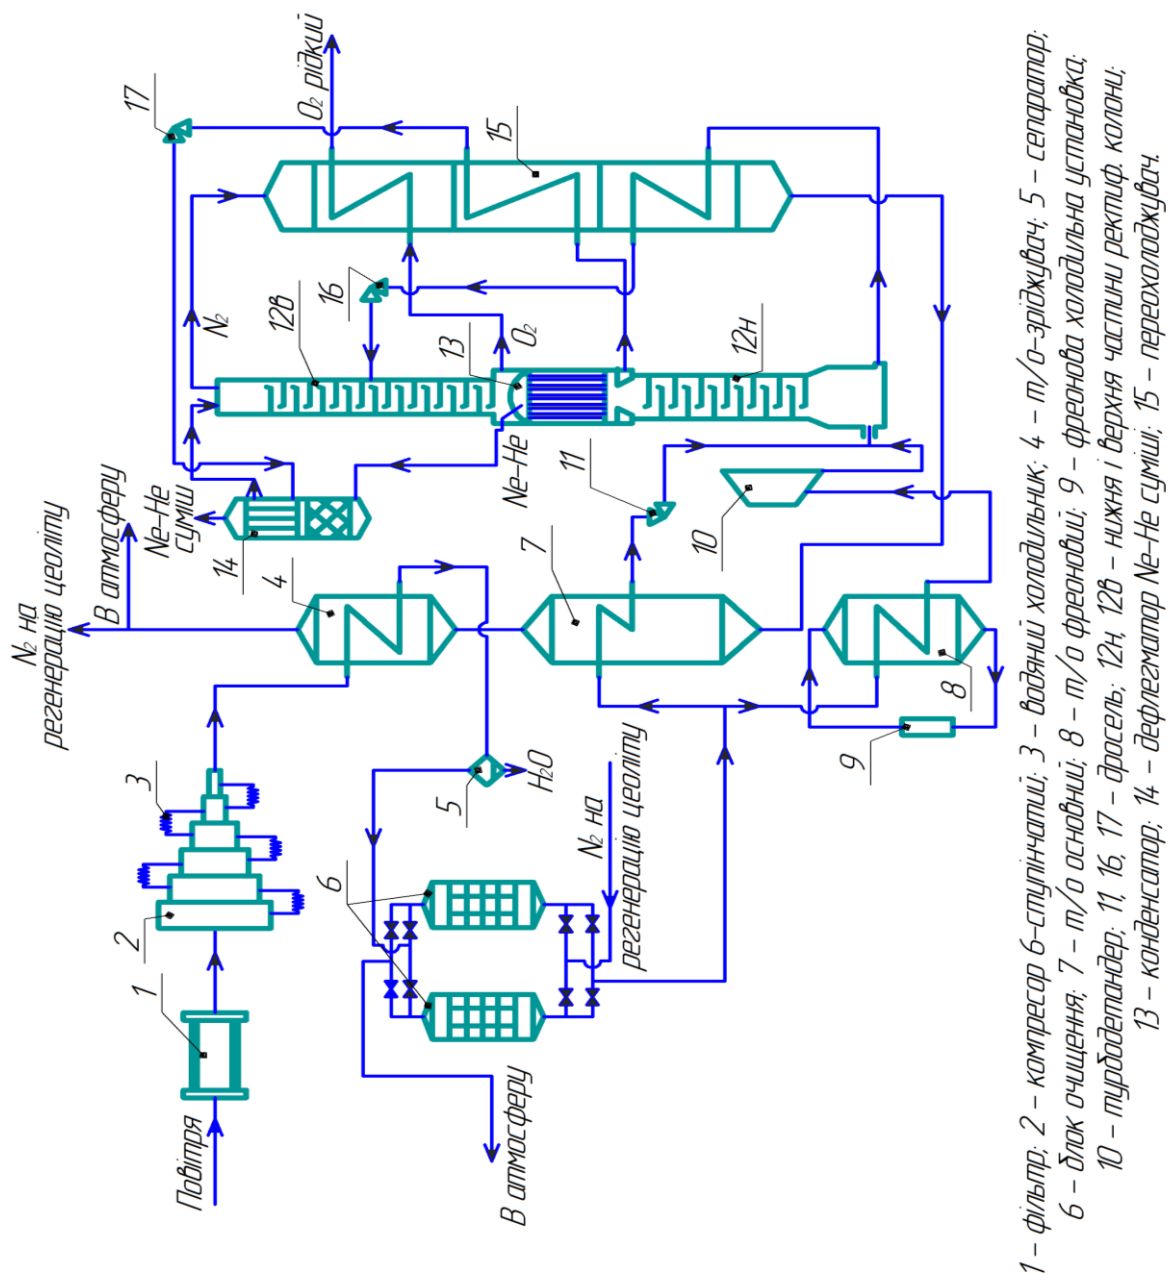 Повітря
1
2
3
N₂ на
регенерацію цеоліту
В атмосферу
4
Ne-He
суміш
14
N₂
12в
17
O₂ рідкий
15
16
13
O₂
Ne-He
12н
11
10
7
8
9
5
H₂O
6
N₂ на
регенерацію цеоліту
В атмосферу
1 - фільтр; 2 - компресор 6-ступінчатий; 3 - водяний холодильник; 4 - т/о-зріджувач; 5 - сепаратор;
6 - блок очищення; 7 - т/о основний; 8 - т/о фреоновий; 9 - фреонова холодильна установка;
10 - турбодетандер; 11, 16, 17 - дросель; 12н, 12в - нижня і верхня частини ректиф. колони;
13 - конденсатор; 14 - дефлегматор Ne-He суміші; 15 - переохолджувач.